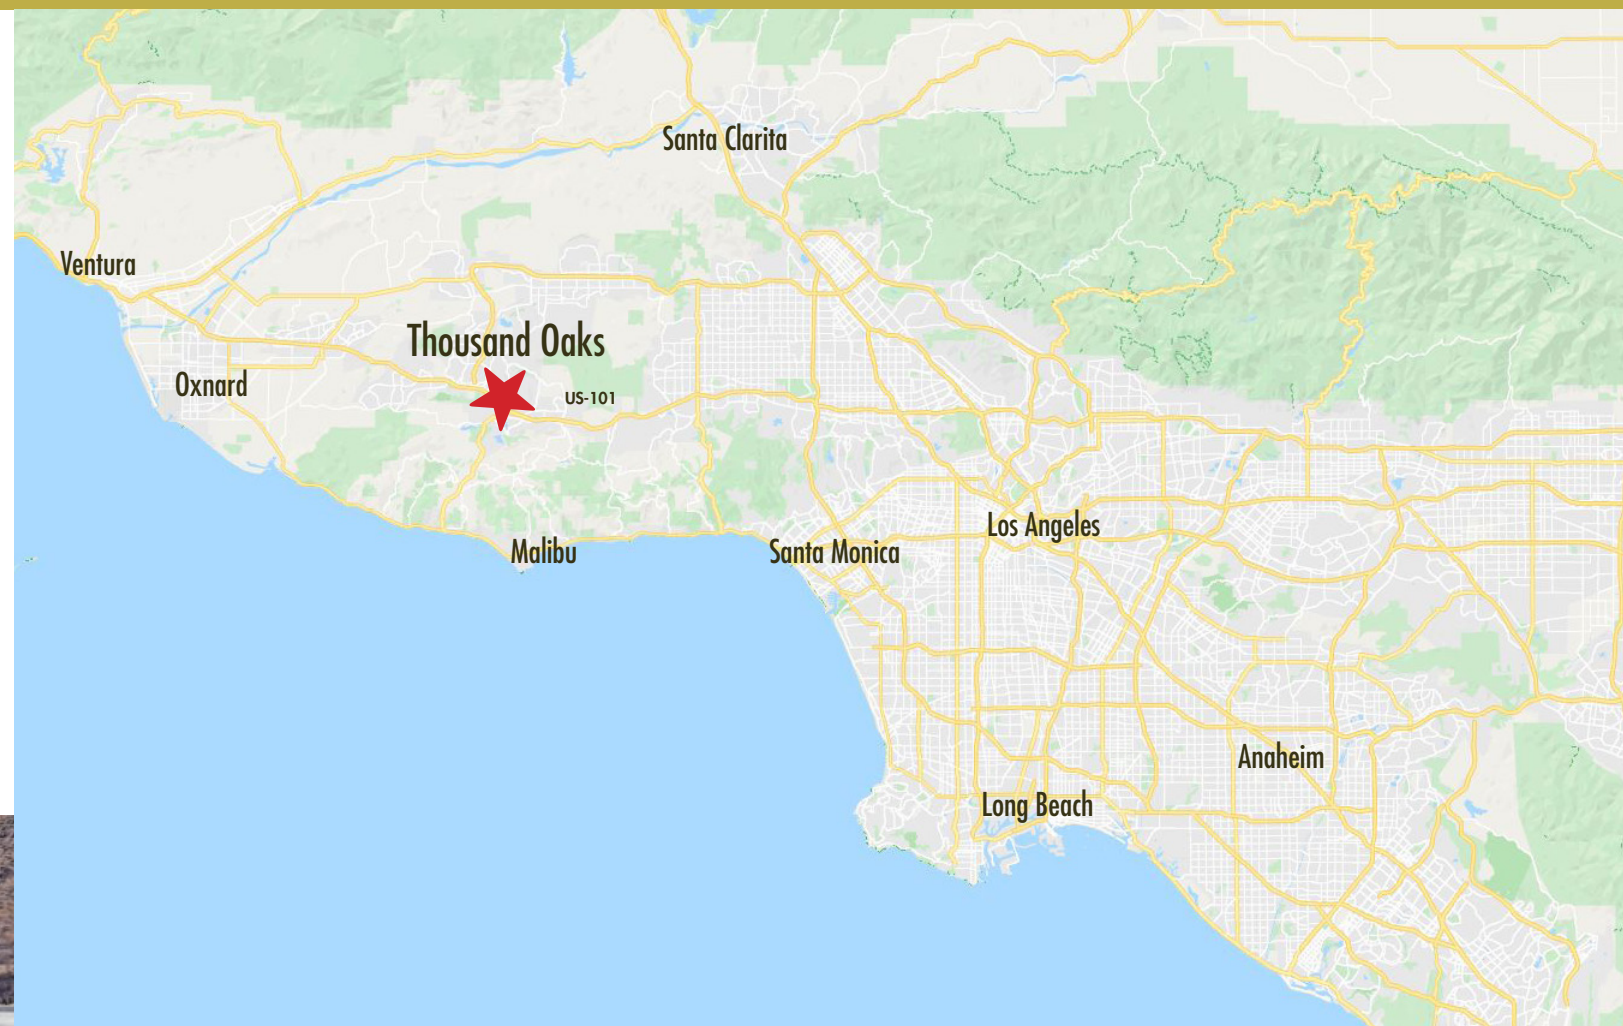 Santa Clarita
Ventura
Thousand Oaks
Oxnard
US-101
Los Angeles
Malibu
Santa Monica
Anaheim
Long Beach